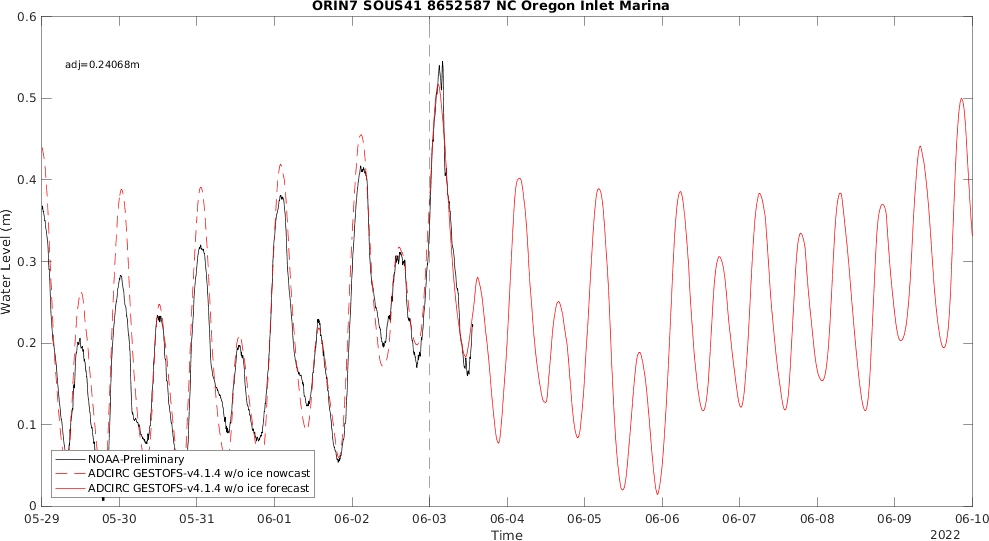 ORIN7 SOUS41 8652587 NC Oregon Inlet Marina
adj=0.24068m
0.6
0.5
0.4
0.3
0.2
0.1
0
Water Level (m)
NOAA-Preliminary
ADCIRC GESTOFS-v4.1.4 w/o ice nowcast
ADCIRC GESTOFS-v4.1.4 w/o ice forecast
05-29 05-30 05-31 06-01 06-02 06-03 06-04 06-05 06-06 06-07 06-08 06-09 06-10
Time
2022